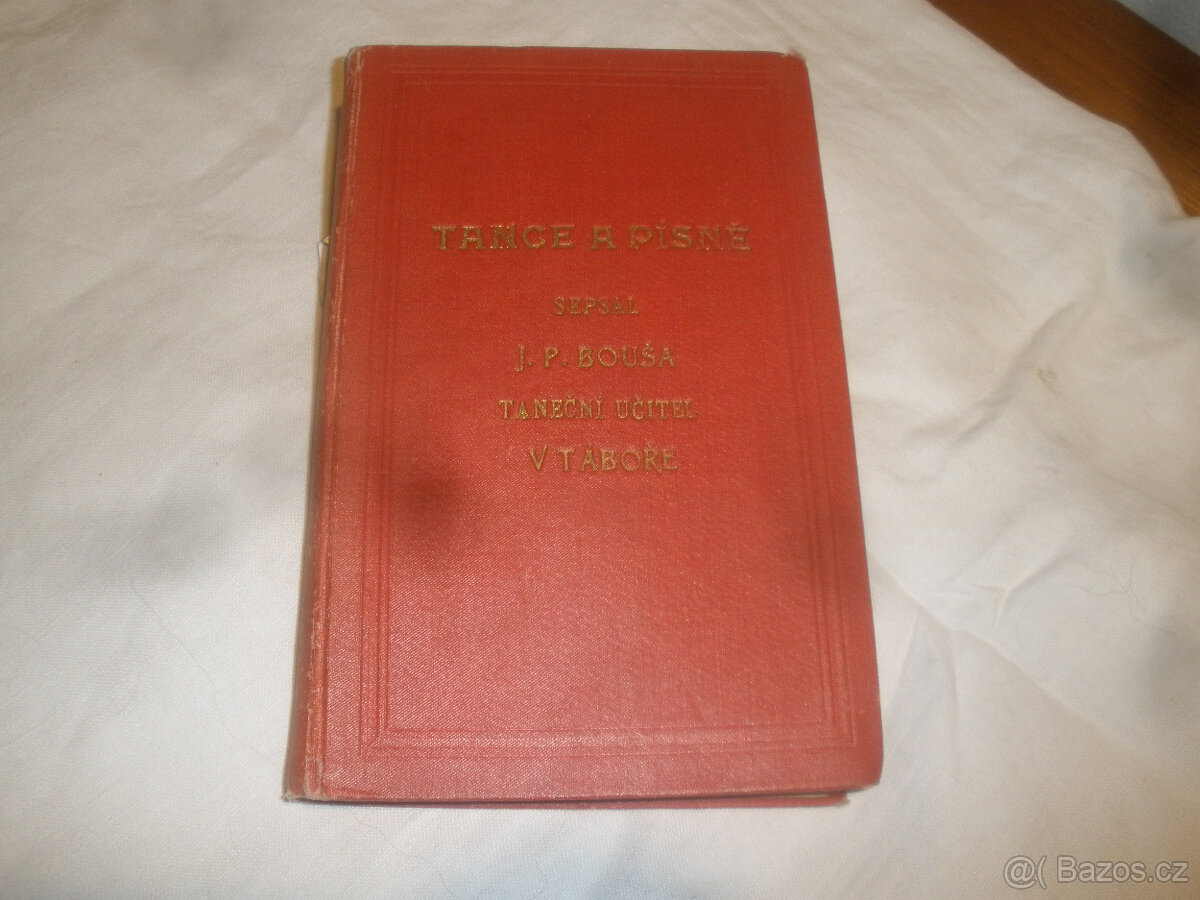 TANCE A PÍSNĚ
SEPSAL
J. P. BOUŠA
TANEČNÍ UČITEL
V TÁBOŘE
@( Bazos.cz